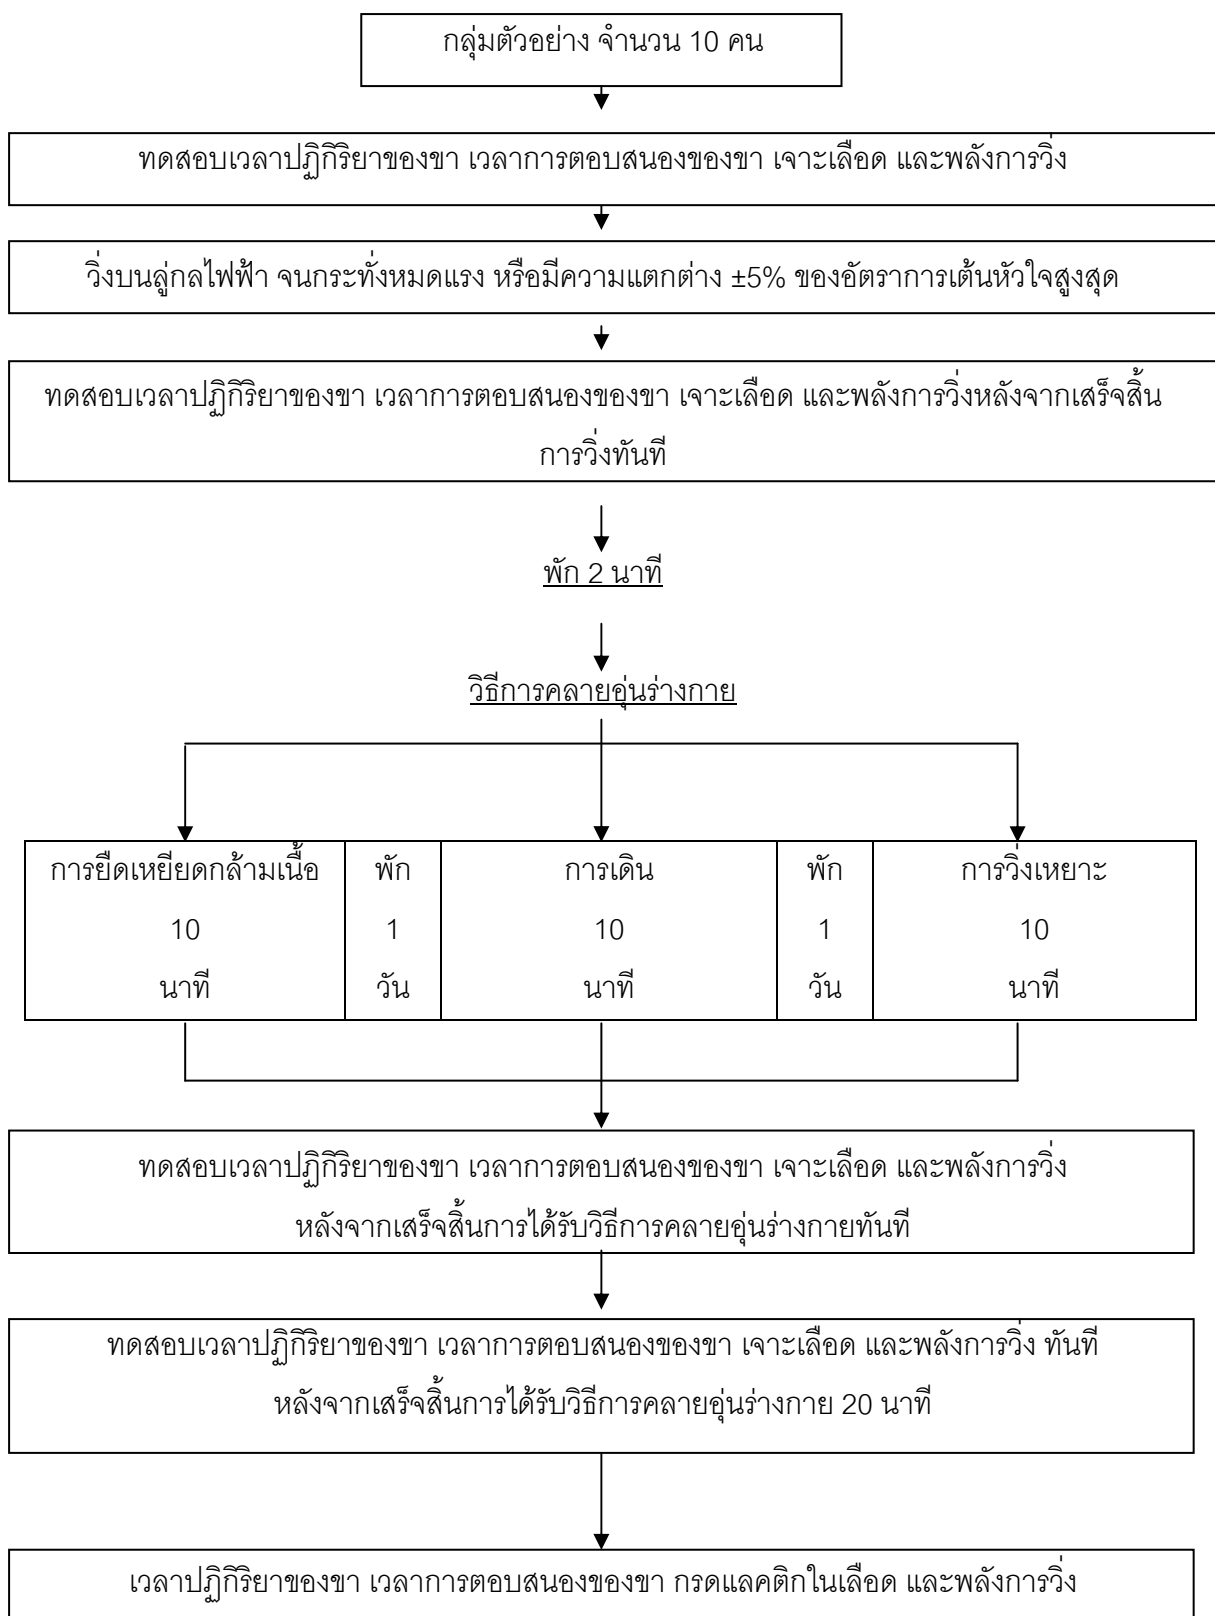 กลุ่มตัวอย่าง จำนวน 10 คน
ทดสอบเวลาปฏิกิริยาของขา เวลาการตอบสนองของขา เจาะเลือด และพลังการวิ่ง
วิ่งบนลู่กลไฟฟ้า จนกระทั่งหมดแรง หรือมีความแตกต่าง ±5% ของอัตราการเต้นหัวใจสูงสุด
ทดสอบเวลาปฏิกิริยาของขา เวลาการตอบสนองของขา เจาะเลือด และพลังการวิ่งหลังจากเสร็จสิ้น
การวิ่งทันที
พัก 2 นาที
วิธีการคลายอุ่นร่างกาย
การยืดเหยียดกล้ามเนื้อ
10
นาที
พัก
1
วัน
การเดิน
10
นาที
พัก
1
วัน
การวิ่งเหยาะ
10
นาที
ทดสอบเวลาปฏิกิริยาของขา เวลาการตอบสนองของขา เจาะเลือด และพลังการวิ่ง
หลังจากเสร็จสิ้นการได้รับวิธีการคลายอุ่นร่างกายทันที
ทดสอบเวลาปฏิกิริยาของขา เวลาการตอบสนองของขา เจาะเลือด และพลังการวิ่ง ทันที
หลังจากเสร็จสิ้นการได้รับวิธีการคลายอุ่นร่างกาย 20 นาที
เวลาปฏิกิริยาของขา เวลาการตอบสนองของขา กรดแลคติกในเลือด และพลังการวิ่ง